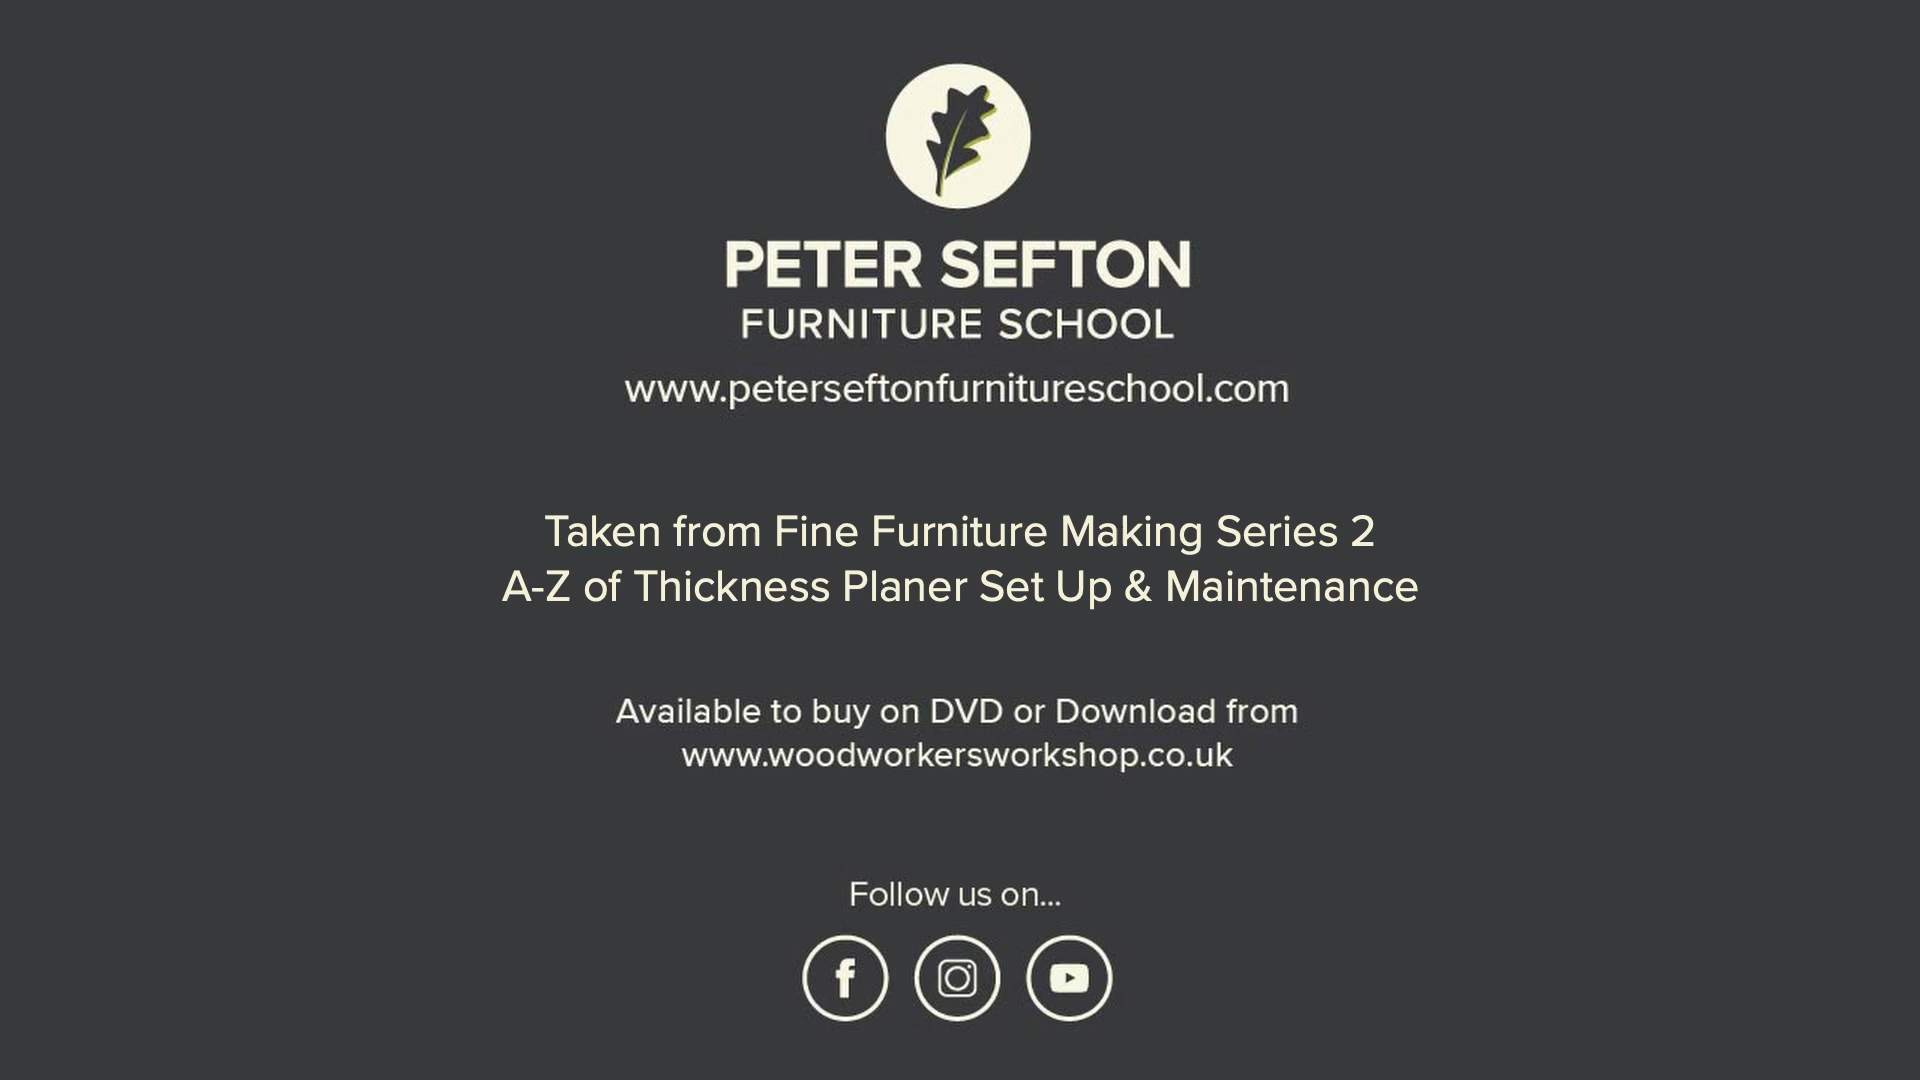 PETER SEFTON
FURNITURE SCHOOL
www.peterseftonfurnitureschool.com
Taken from Fine Furniture Making Series 2
A-Z of Thickness Planer Set Up & Maintenance
Available to buy on DVD or Download from
www.woodworkersworkshop.co.uk
Follow us on...